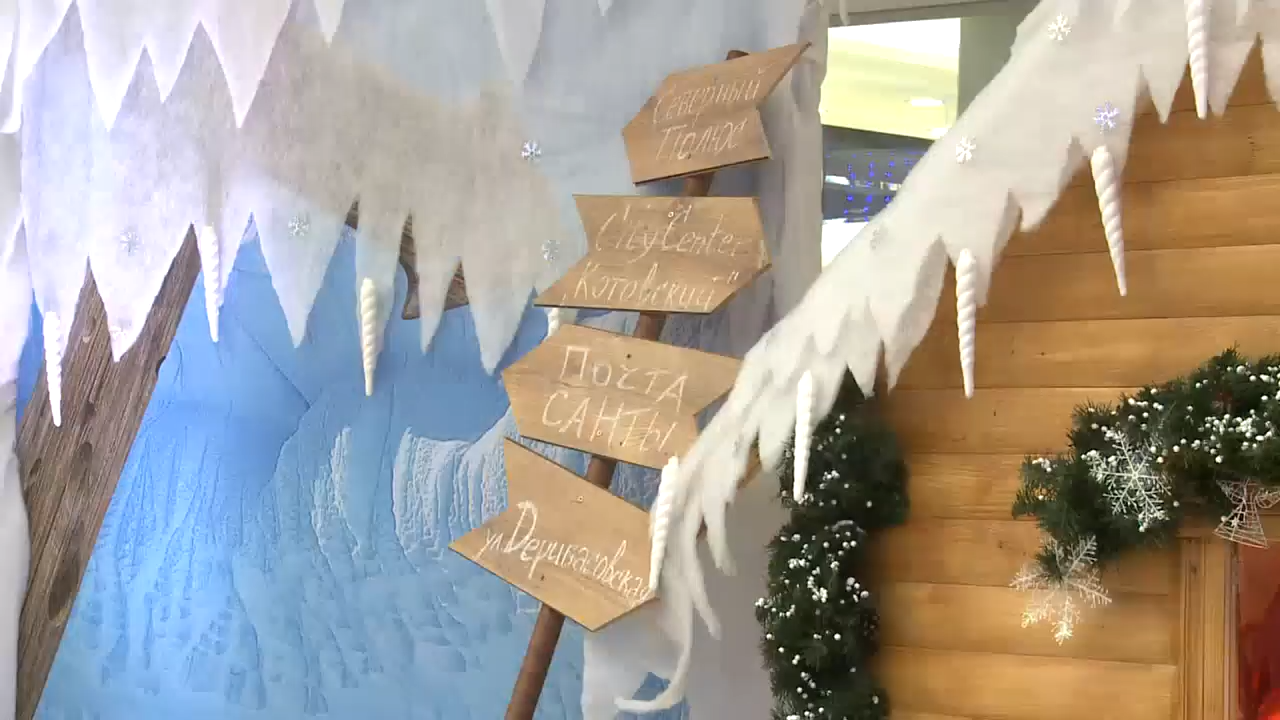 Северный
Полюс
CityCenter
„Котовский"
Почта
САНТЫ
ул. Дерибасовская